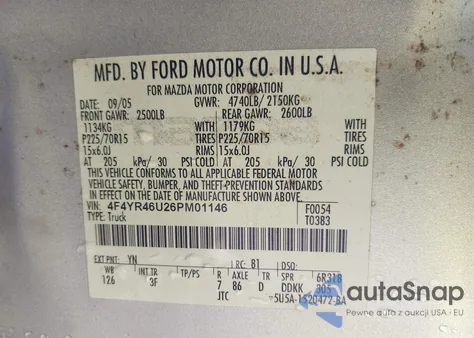 MFD. BY FORD MOTOR CO. IN U.S.A.
FOR MAZDA MOTOR CORPORATION
DATE: 09/05 GVWR: 4740LB/ 2150KG
FRONT GAWR: 2500LB REAR GAWR: 2600LB
1134KG WITH 1179KG WITH
P225/70R15 TIRES P225/70R15 TIRES
15x6.0J RIMS 15x6.0J RIMS
AT 205 kPa/ 30 PSI COLD AT 205 kPa/ 30 PSI COLD
THIS VEHICLE CONFORMS TO ALL APPLICABLE FEDERAL MOTOR
VEHICLE SAFETY, BUMPER, AND THEFT PREVENTION STANDARDS
IN EFFECT ON THE DATE OF MANUFACTURE SHOWN ABOVE.
VIN: 4F4YR46U26PM01146 F0054
TYPE: Truck T0383
EXT PNT: YN RC: B1 DSO:
WB INT TR TP/PS R AXLE TR SPR 6R31B
126 3F 7 86 D DDKK 305
JTC 5U5A-1520472-BA
autoSnap
Pewne auta z USA - EU